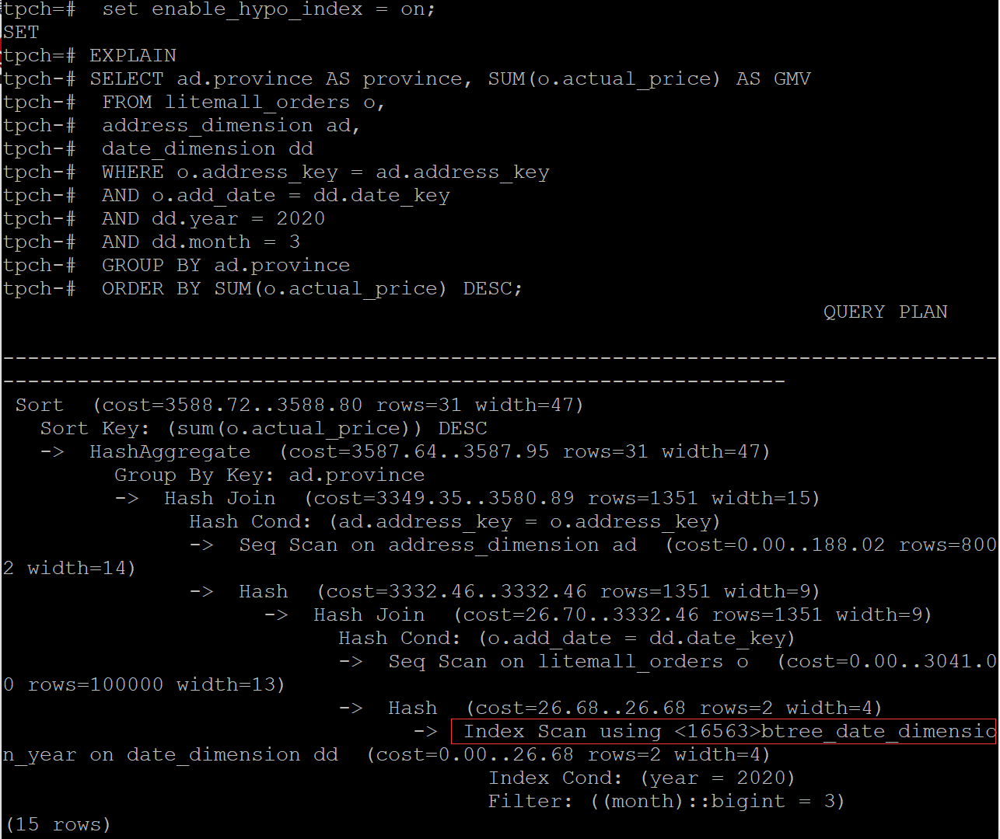 tpch=#  set enable_hypo_index = on;
SET
tpch=# EXPLAIN
tpch-# SELECT ad.province AS province, SUM(o.actual_price) AS GMV
tpch-#  FROM litemall_orders o,
tpch-#  address_dimension ad,
tpch-#  date_dimension dd
tpch-#  WHERE o.address_key = ad.address_key
tpch-#  AND o.add_date = dd.date_key
tpch-#  AND dd.year = 2020
tpch-#  AND dd.month = 3
tpch-#  GROUP BY ad.province
tpch-#  ORDER BY SUM(o.actual_price) DESC;
QUERY PLAN
--------------------------------------------------------------------------------
---------------------------------------------------------------
 Sort  (cost=3588.72..3588.80 rows=31 width=47)
   Sort Key: (sum(o.actual_price)) DESC
   ->  HashAggregate  (cost=3587.64..3587.95 rows=31 width=47)
         Group By Key: ad.province
         ->  Hash Join  (cost=3349.35..3580.89 rows=1351 width=15)
               Hash Cond: (ad.address_key = o.address_key)
               ->  Seq Scan on address_dimension ad  (cost=0.00..188.02 rows=800
2 width=14)
               ->  Hash  (cost=3332.46..3332.46 rows=1351 width=9)
                     ->  Hash Join  (cost=26.70..3332.46 rows=1351 width=9)
                           Hash Cond: (o.add_date = dd.date_key)
                           ->  Seq Scan on litemall_orders o  (cost=0.00..3041.0
0 rows=100000 width=13)
                           ->  Hash  (cost=26.68..26.68 rows=2 width=4)
                                 ->  Index Scan using <16563>btree_date_dimensio
n_year on date_dimension dd  (cost=0.00..26.68 rows=2 width=4)
                                       Index Cond: (year = 2020)
                                       Filter: ((month)::bigint = 3)
(15 rows)